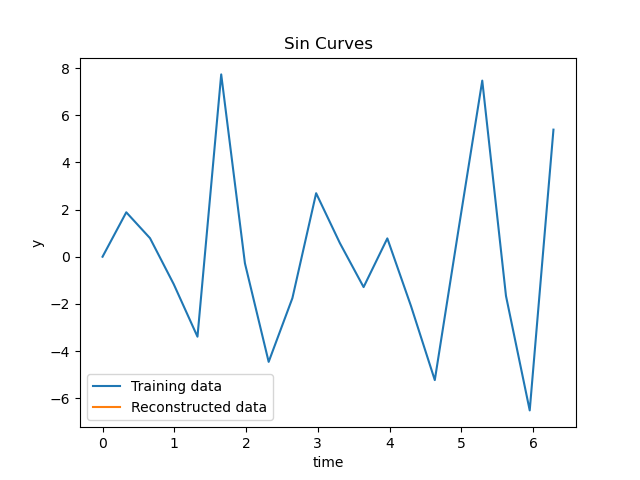 Sin Curves
8
6
4
2
0
−2
−4
−6
y
Training data
Reconstructed data
0 1 2 3 4 5 6
time